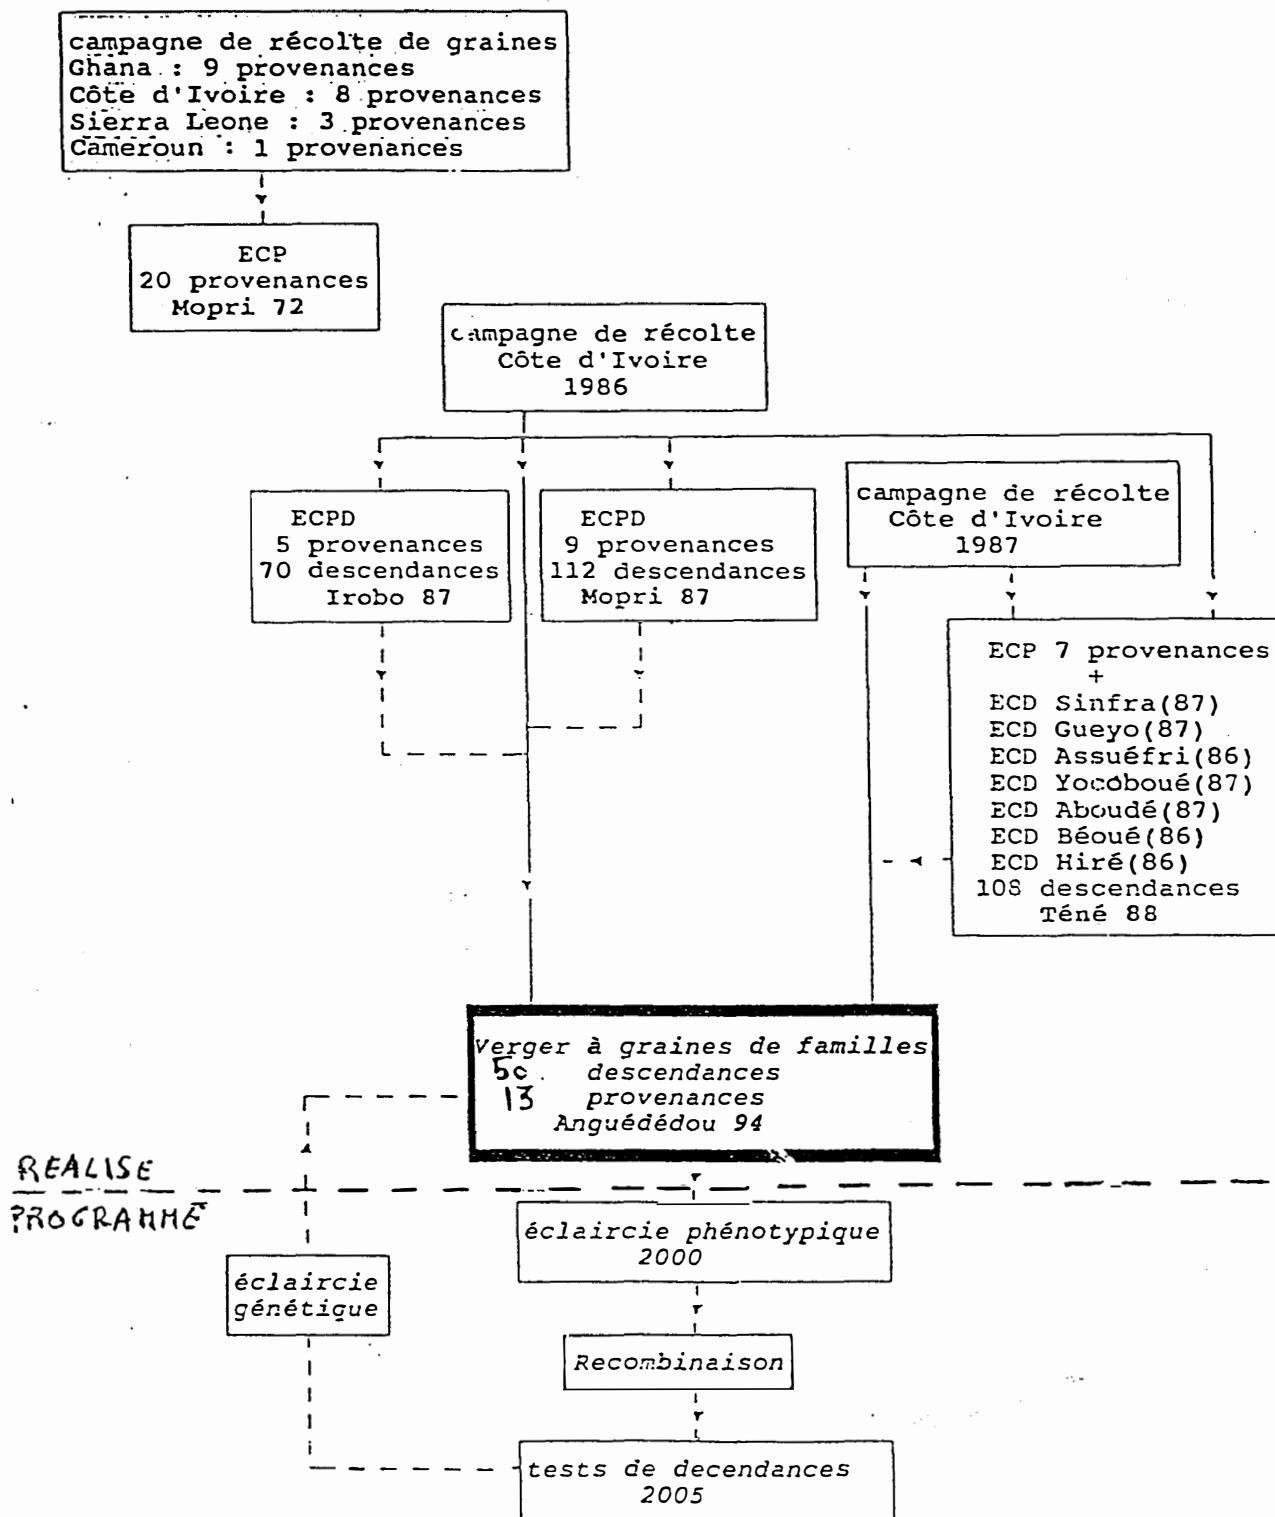 campagne de récolte de graines
Ghana : 9 provenances
Côte d'Ivoire : 8 provenances
Sierra Leone : 3 provenances
Cameroun : 1 provenances
ECP
20 provenances
Mopri 72
campagne de récolte
Côte d'Ivoire
1986
ECPD
5 provenances
70 descendances
Irobo 87
ECPD
9 provenances
112 descendances
Mopri 87
campagne de récolte
Côte d'Ivoire
1987
ECP 7 provenances
+
ECD Sinfra(87)
ECD Gueyo(87)
ECD Assuéfri(86)
ECD Yocoboué(87)
ECD Aboudé(87)
ECD Béoué(86)
ECD Hiré(86)
108 descendances
Téné 88
Verger à graines de familles
50 descendances
13 provenances
Anguédédou 94
REALISE
PROGRAMMÉ
éclaircie phénotypique
2000
éclaircie
génétique
Recombinaison
tests de decendances
2005